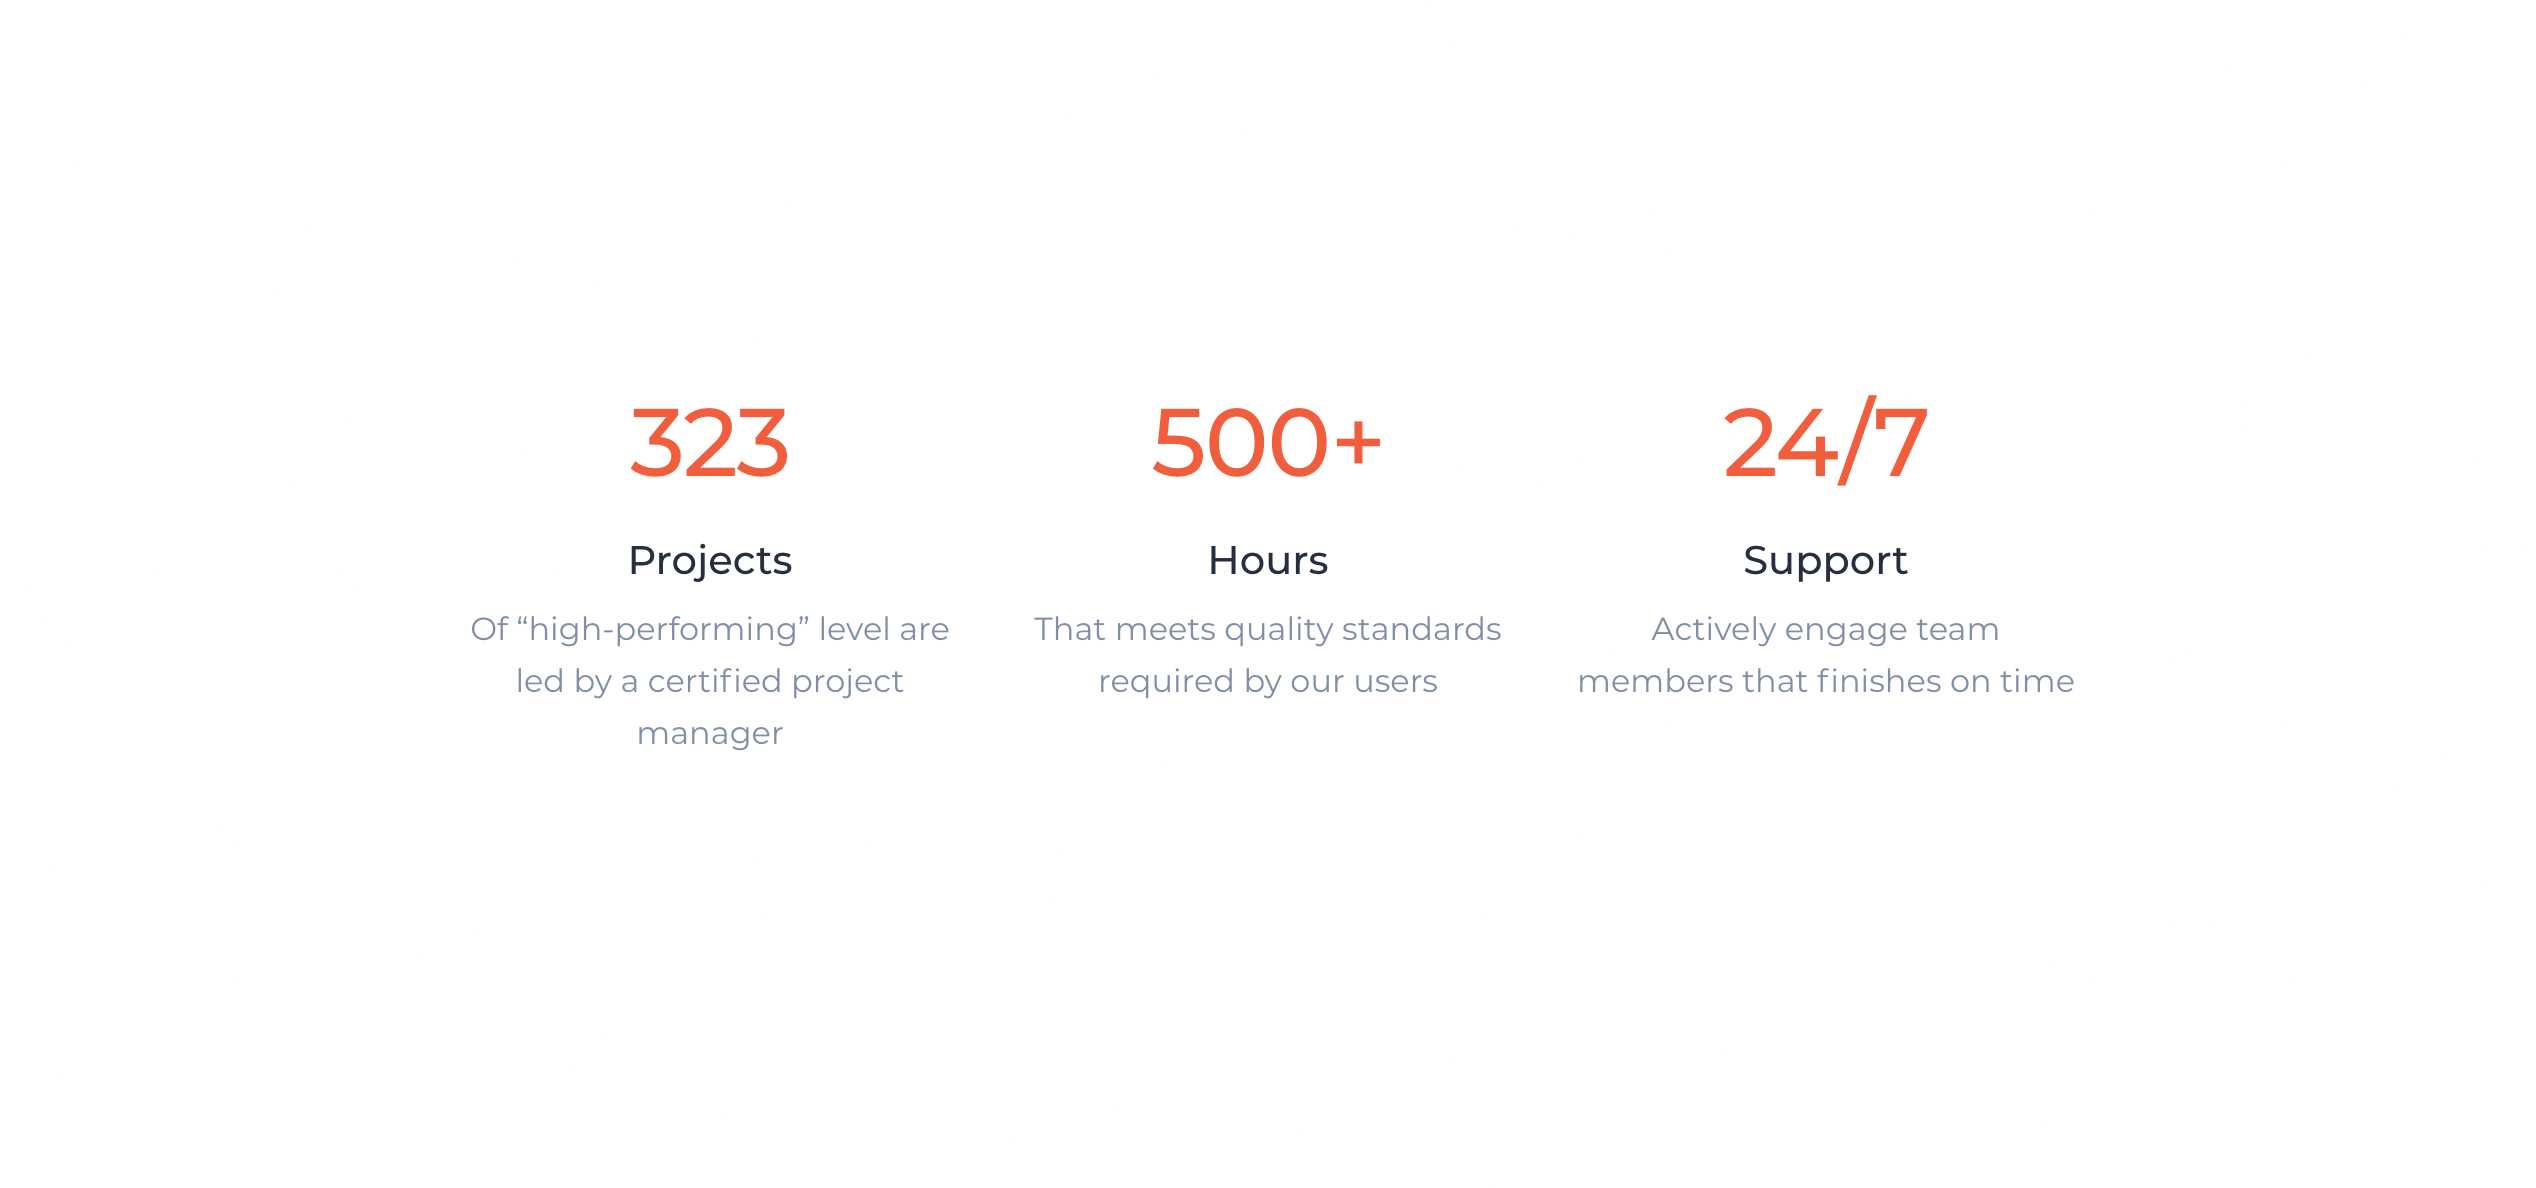 323
Projects
Of “high-performing” level are
led by a certified project
manager
500+
Hours
That meets quality standards
required by our users
24/7
Support
Actively engage team
members that finishes on time